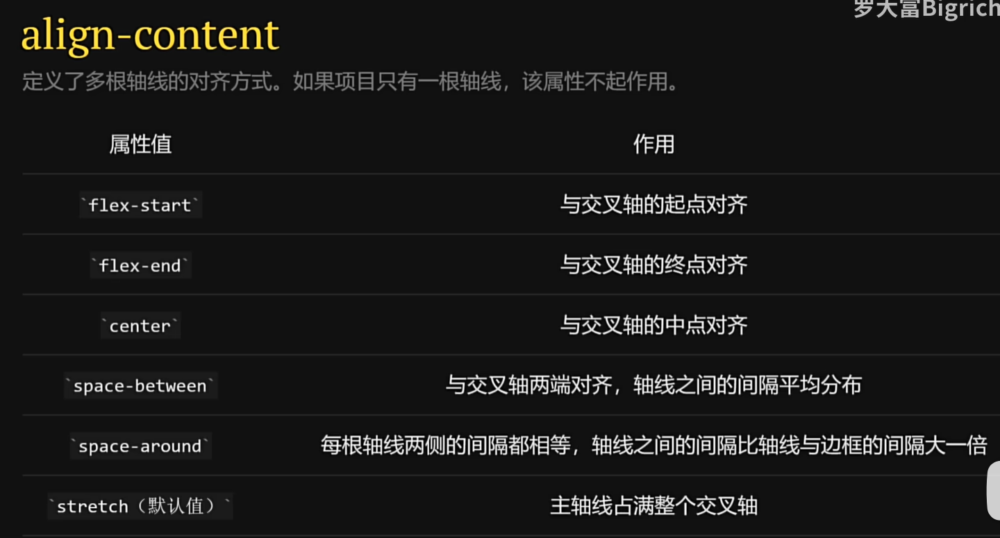 罗大富Bigrich
align-content
定义了多根轴线的对齐方式。如果项目只有一根轴线，该属性不起作用。
属性值 作用
`flex-start` 与交叉轴的起点对齐
`flex-end` 与交叉轴的终点对齐
`center` 与交叉轴的中点对齐
`space-between` 与交叉轴两端对齐，轴线之间的间隔平均分布
`space-around` 每根轴线两侧的间隔都相等，轴线之间的间隔比轴线与边框的间隔大一倍
`stretch（默认值）` 主轴线占满整个交叉轴